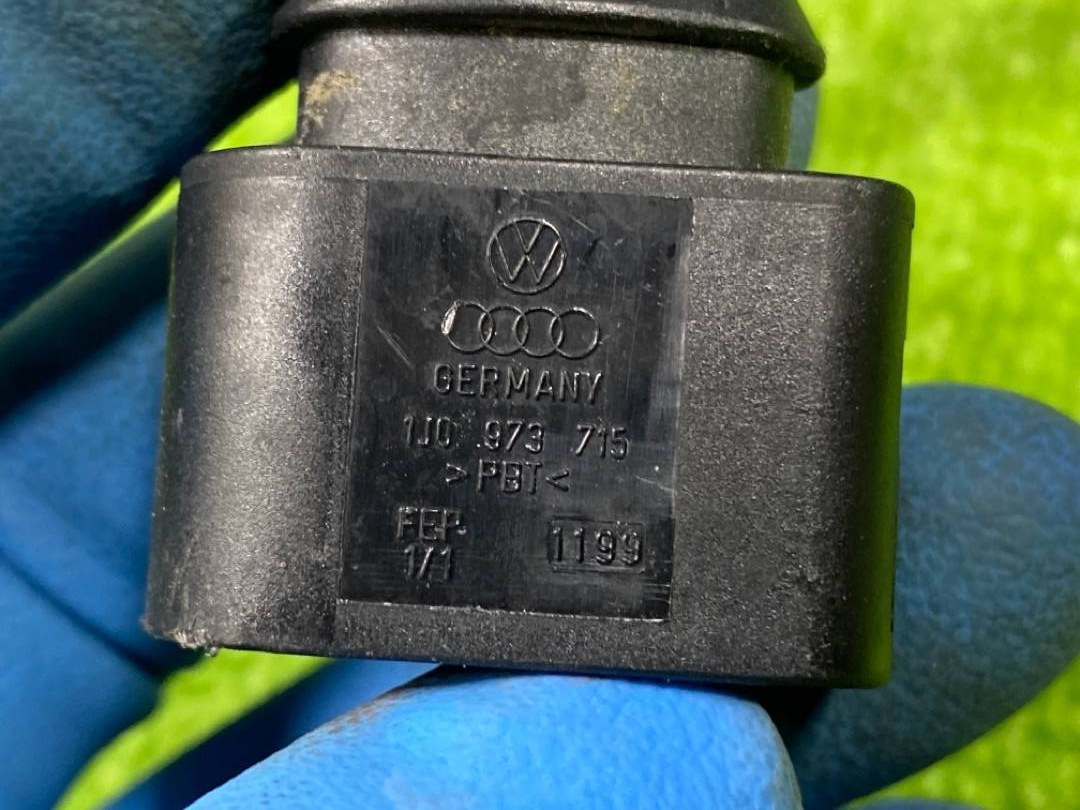 GERMANY
1J0 973 715
>PBT<
FEP 1199
1/1